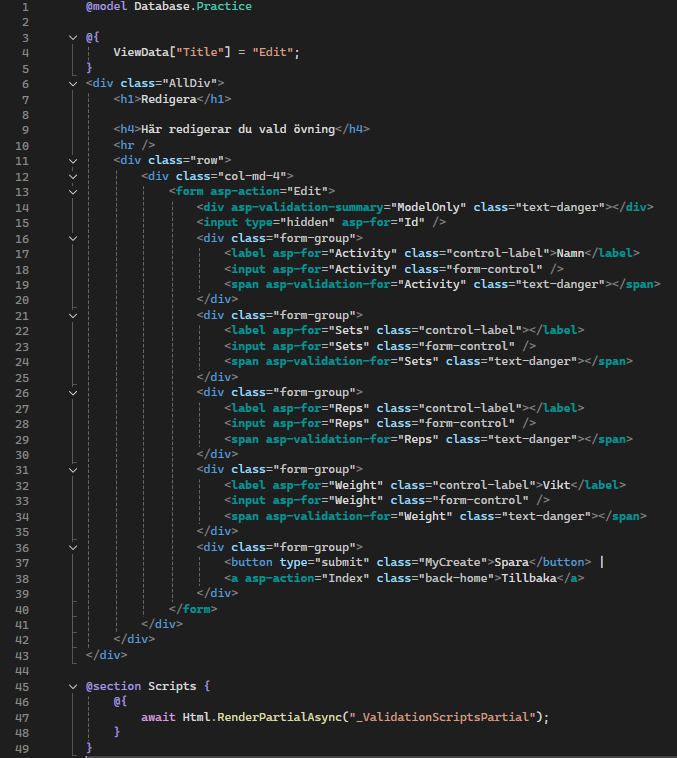 1 @model Database.Practice
2
3 @{
4     ViewData["Title"] = "Edit";
5 }
6 <div class="AllDiv">
7     <h1>Redigera</h1>
8
9     <h4>Här redigerar du vald övning</h4>
10     <hr />
11     <div class="row">
12         <div class="col-md-4">
13             <form asp-action="Edit">
14                 <div asp-validation-summary="ModelOnly" class="text-danger"></div>
15                 <input type="hidden" asp-for="Id" />
16                 <div class="form-group">
17                     <label asp-for="Activity" class="control-label">Namn</label>
18                     <input asp-for="Activity" class="form-control" />
19                     <span asp-validation-for="Activity" class="text-danger"></span>
20                 </div>
21                 <div class="form-group">
22                     <label asp-for="Sets" class="control-label"></label>
23                     <input asp-for="Sets" class="form-control" />
24                     <span asp-validation-for="Sets" class="text-danger"></span>
25                 </div>
26                 <div class="form-group">
27                     <label asp-for="Reps" class="control-label"></label>
28                     <input asp-for="Reps" class="form-control" />
29                     <span asp-validation-for="Reps" class="text-danger"></span>
30                 </div>
31                 <div class="form-group">
32                     <label asp-for="Weight" class="control-label">Vikt</label>
33                     <input asp-for="Weight" class="form-control" />
34                     <span asp-validation-for="Weight" class="text-danger"></span>
35                 </div>
36                 <div class="form-group">
37                     <button type="submit" class="MyCreate">Spara</button> |
38                     <a asp-action="Index" class="back-home">Tillbaka</a>
39                 </div>
40             </form>
41         </div>
42     </div>
43 </div>
44
45 @section Scripts {
46     @{
47         await Html.RenderPartialAsync("_ValidationScriptsPartial");
48     }
49 }